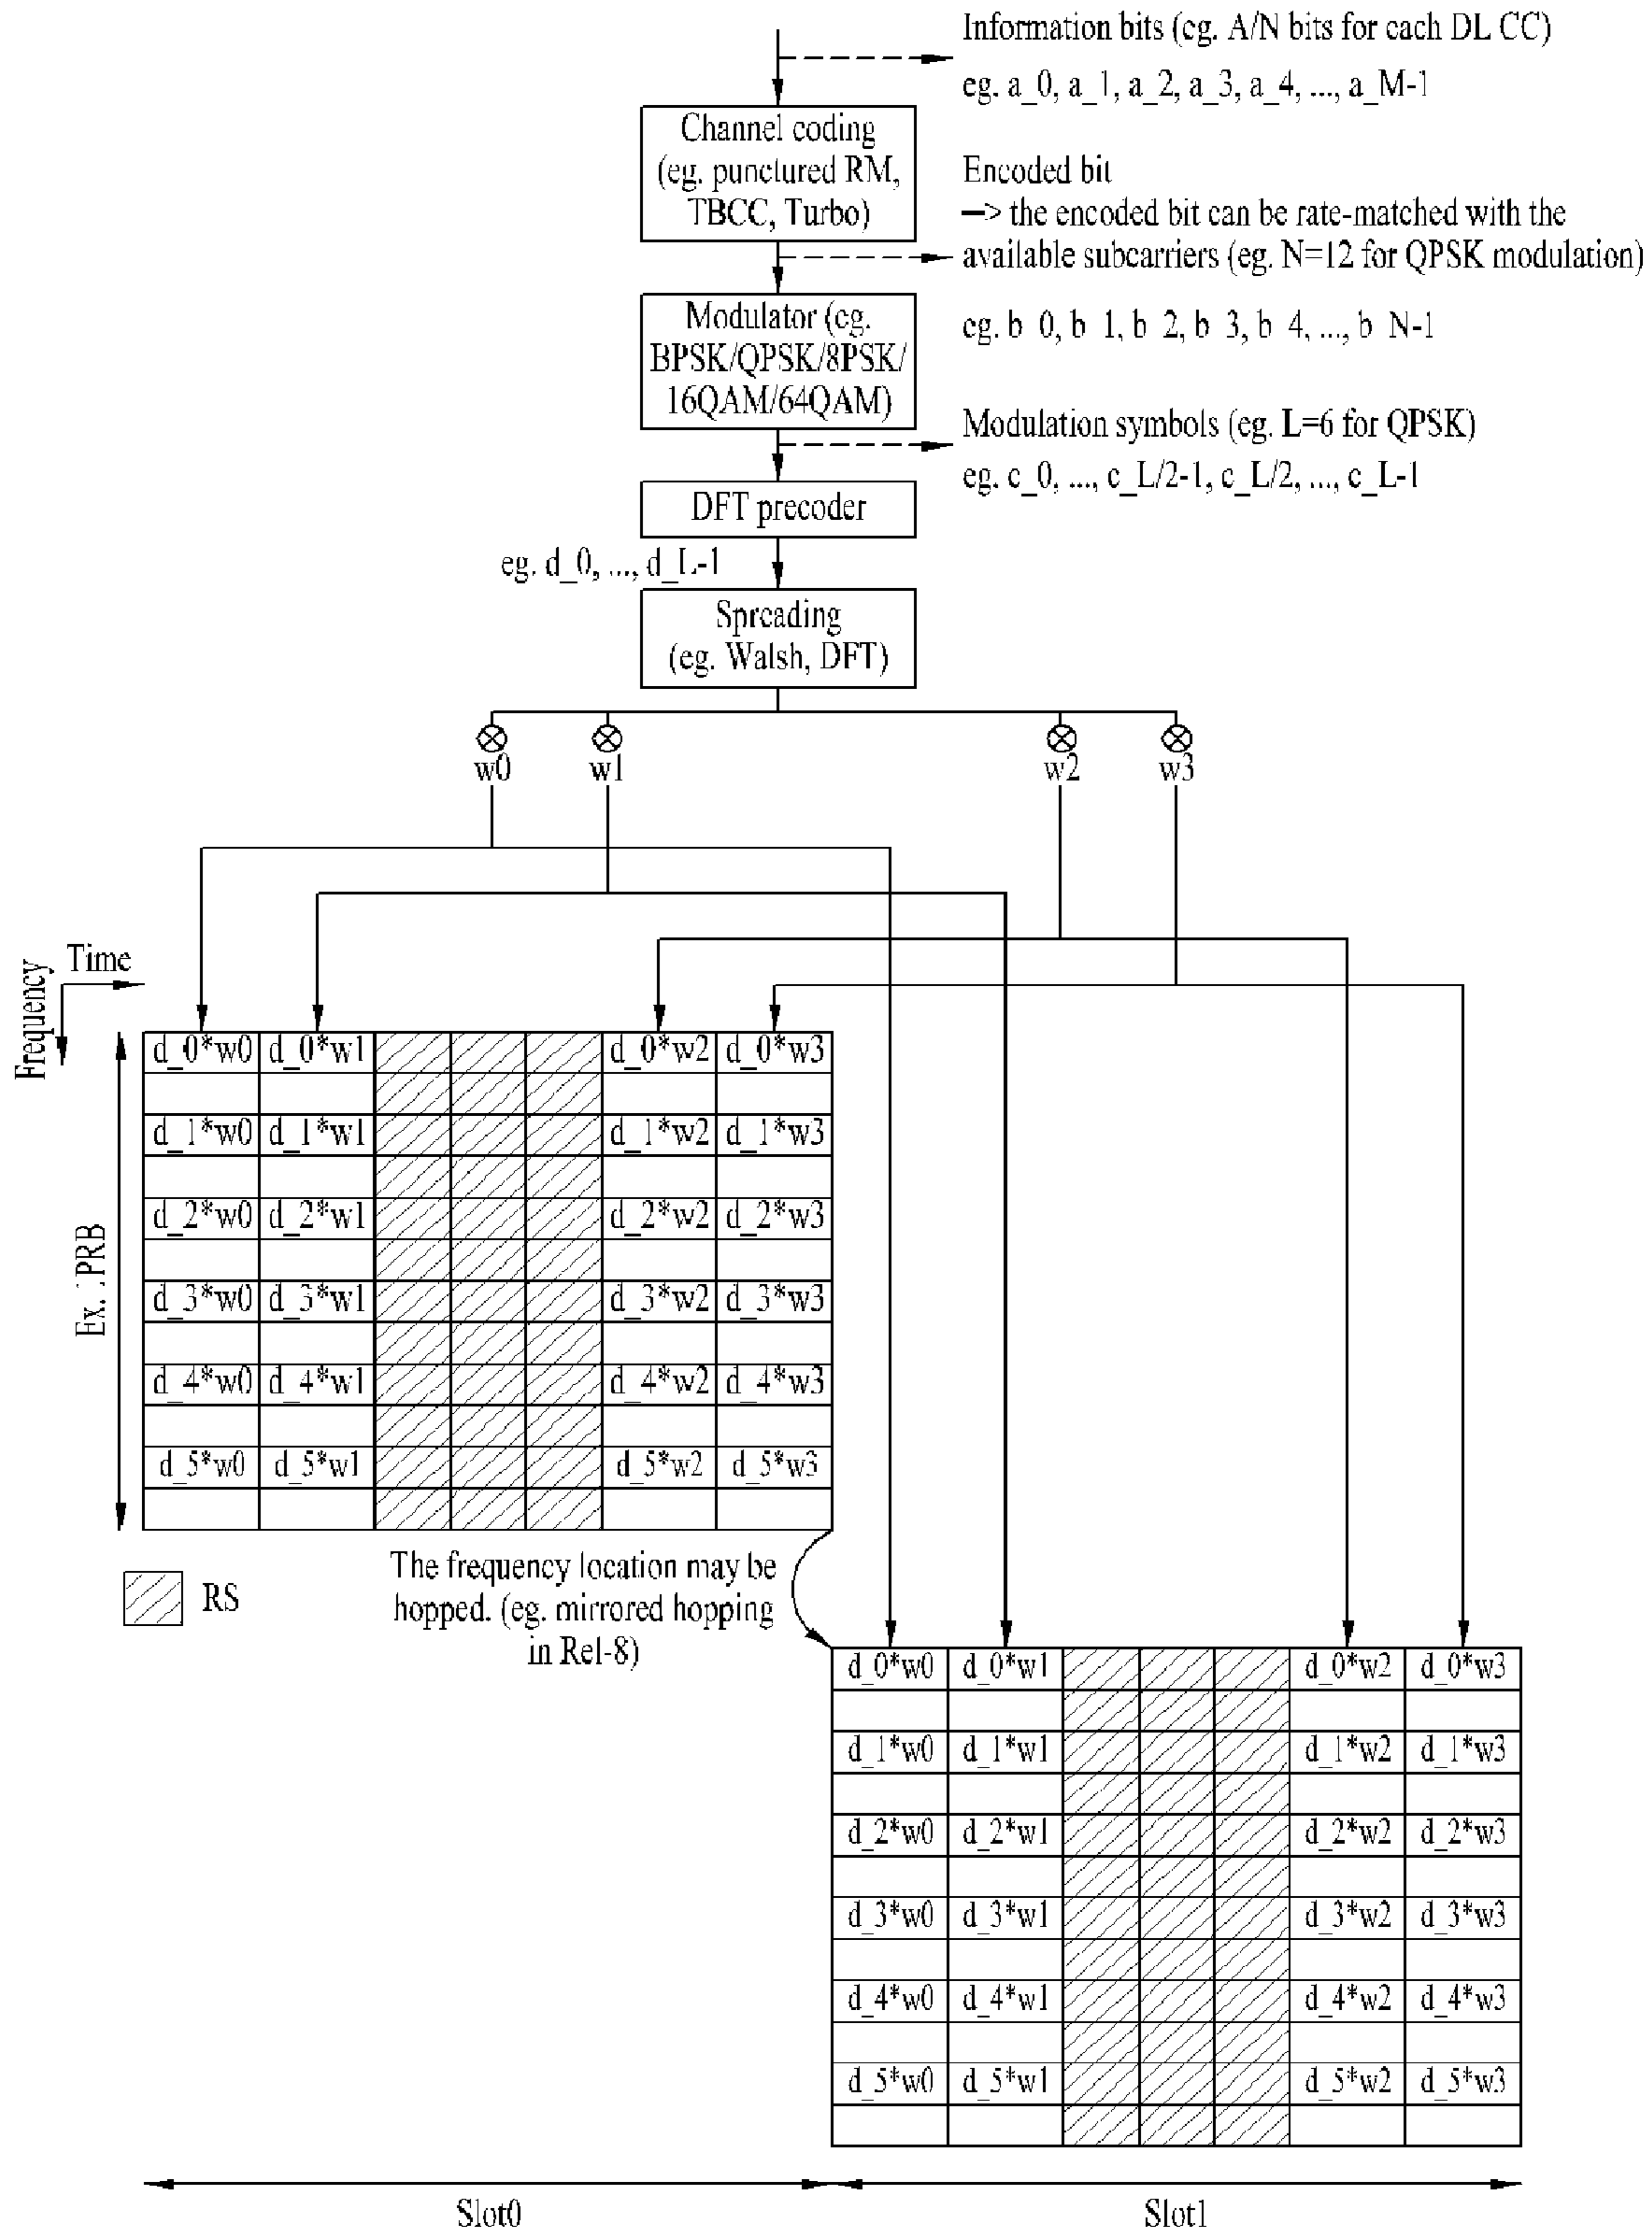 Information bits (eg. A/N bits for each DL CC)
eg. a_0, a_1, a_2, a_3, a_4, ..., a_M-1
Channel coding
(eg. punctured RM,
TBCC, Turbo)
Encoded bit
—> the encoded bit can be rate-matched with the
available subcarriers (eg. N=12 for QPSK modulation)
Modulator (eg.
BPSK/QPSK/8PSK/
16QAM/64QAM)
eg. b_0, b_1, b_2, b_3, b_4, ..., b_N-1
Modulation symbols (eg. L=6 for QPSK)
eg. c_0, ..., c_L/2-1, c_L/2, ..., c_L-1
DFT precoder
eg. d_0, ..., d_L-1
Spreading
(eg. Walsh, DFT)
w0 w1 w2 w3
Time
Frequency
d_0*w0 d_0*w1 d_0*w2 d_0*w3
d_1*w0 d_1*w1 d_1*w2 d_1*w3
d_2*w0 d_2*w1 d_2*w2 d_2*w3
d_3*w0 d_3*w1 d_3*w2 d_3*w3
d_4*w0 d_4*w1 d_4*w2 d_4*w3
d_5*w0 d_5*w1 d_5*w2 d_5*w3
Ex. 1PRB
RS
The frequency location may be
hopped. (eg. mirrored hopping
in Rel-8)
d_0*w0 d_0*w1 d_0*w2 d_0*w3
d_1*w0 d_1*w1 d_1*w2 d_1*w3
d_2*w0 d_2*w1 d_2*w2 d_2*w3
d_3*w0 d_3*w1 d_3*w2 d_3*w3
d_4*w0 d_4*w1 d_4*w2 d_4*w3
d_5*w0 d_5*w1 d_5*w2 d_5*w3
Slot0 Slot1